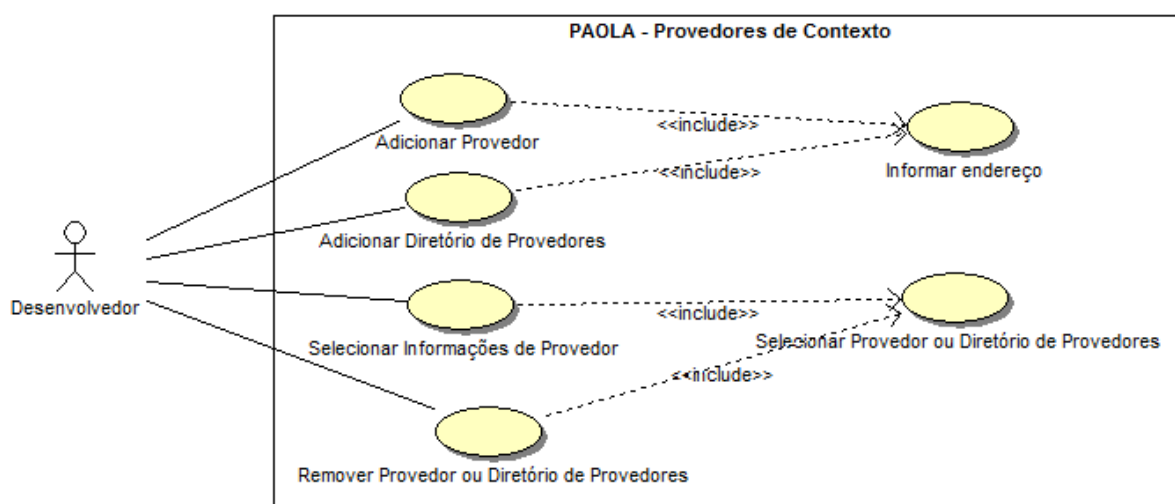 PAOLA - Provedores de Contexto
Adicionar Provedor
<<include>>
Informar endereço
<<include>>
Adicionar Diretório de Provedores
Desenvolvedor
Selecionar Informações de Provedor
<<include>>
Selecionar Provedor ou Diretório de Provedores
<<include>>
Remover Provedor ou Diretório de Provedores